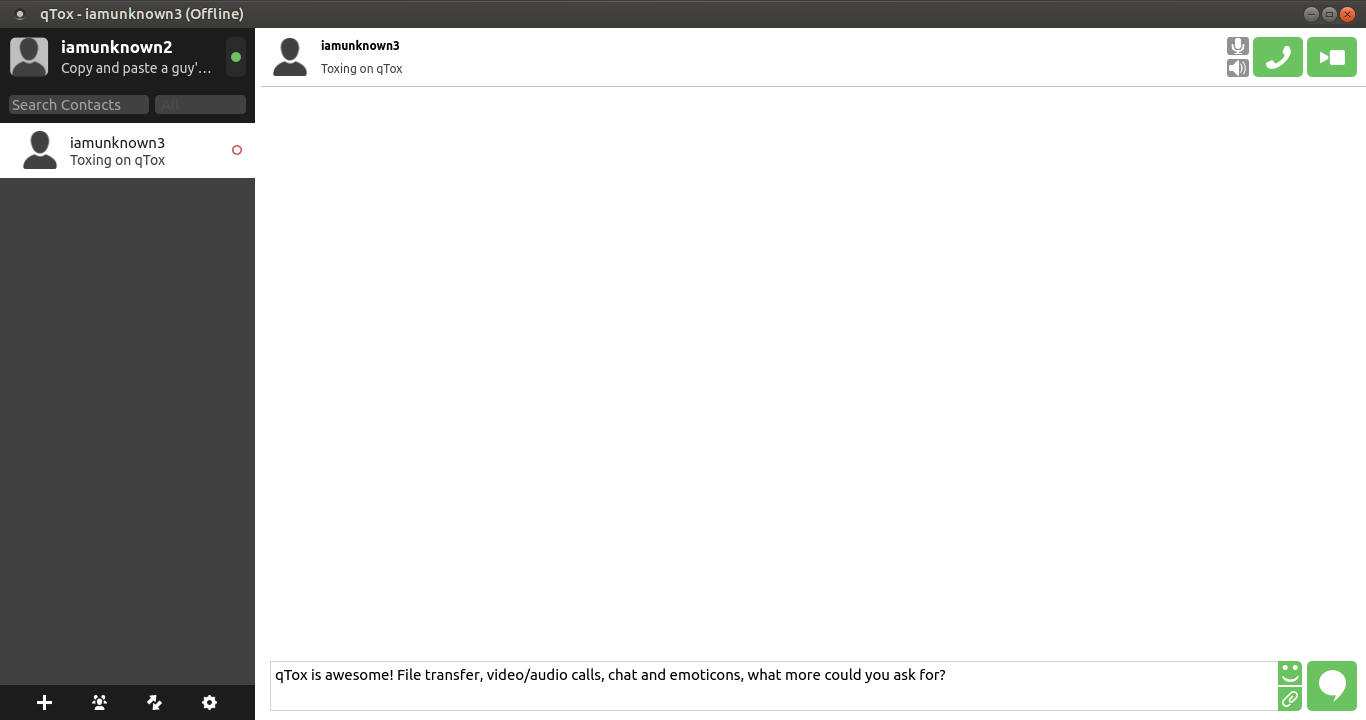 qTox - iamunknown3 (Offline)
iamunknown2
Copy and paste a guy'...
Search Contacts
All
iamunknown3
Toxing on qTox
iamunknown3
Toxing on qTox
qTox is awesome! File transfer, video/audio calls, chat and emoticons, what more could you ask for?